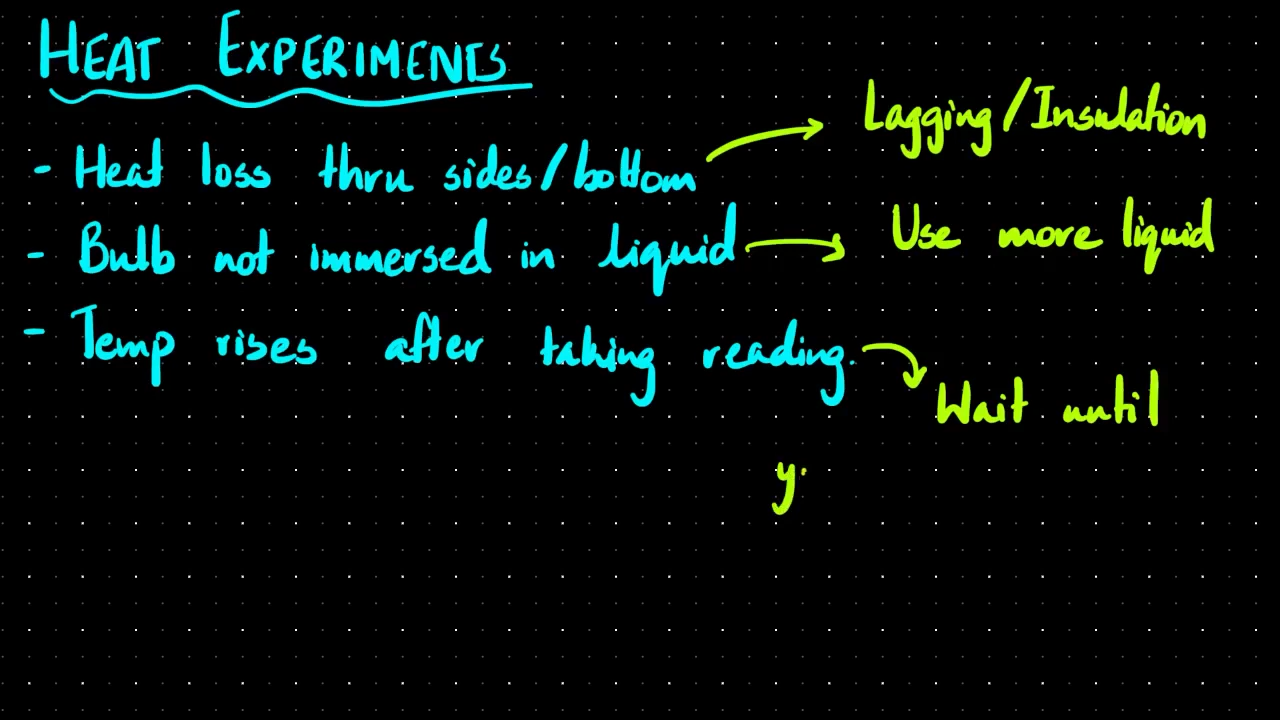 HEAT EXPERIMENTS
- Heat loss thru sides/bottom → Lagging/Insulation
- Bulb not immersed in liquid → Use more liquid
- Temp rises after taking reading. → Wait until
y.